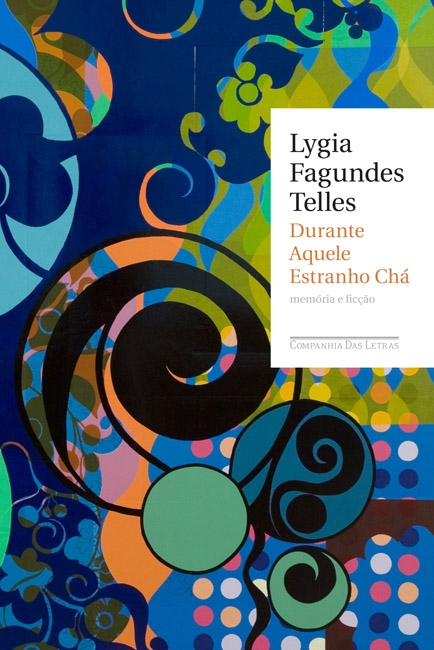 Lygia
Fagundes
Telles
Durante
Aquele
Estranho Chá
memória e ficção
Companhia Das Letras